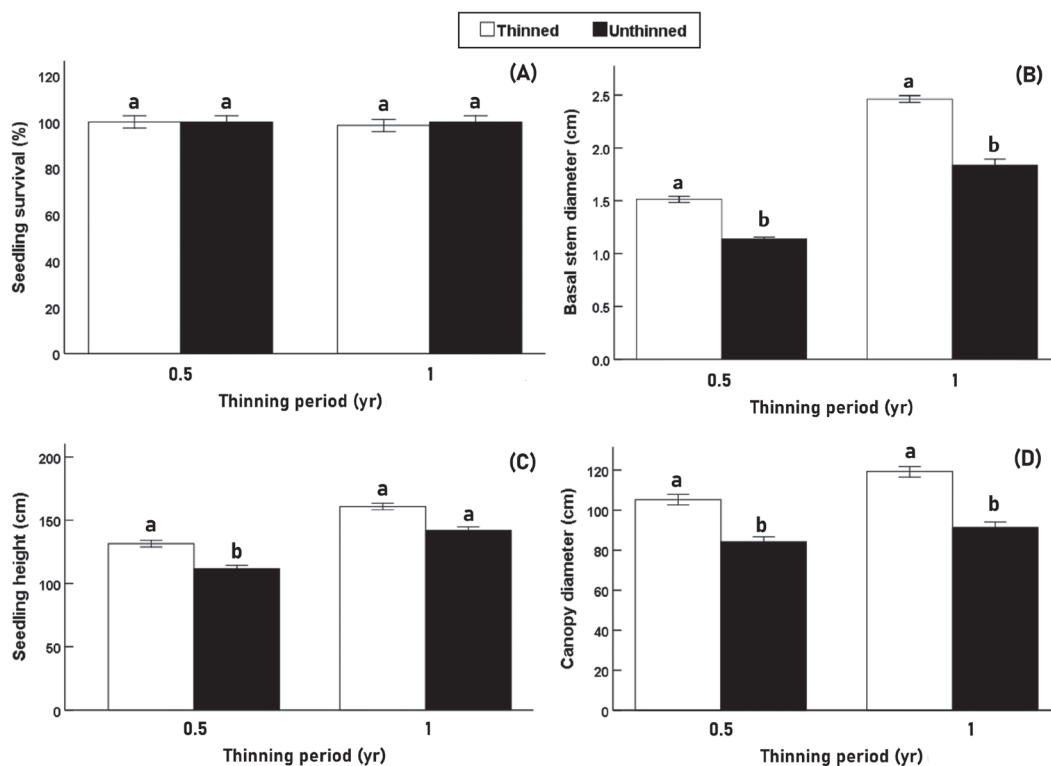 Thinned Unthinned
(A)
Seedling survival (%)
120
100
80
60
40
20
0
a a a a
0.5 1
Thinning period (yr)
(B)
Basal stem diameter (cm)
2.5
2.0
1.5
1.0
0.5
0.0
a b a b
0.5 1
Thinning period (yr)
(C)
Seedling height (cm)
200
150
100
50
0
a b a a
0.5 1
Thinning period (yr)
(D)
Canopy diameter (cm)
120
100
80
60
40
20
0
a b a b
0.5 1
Thinning period (yr)